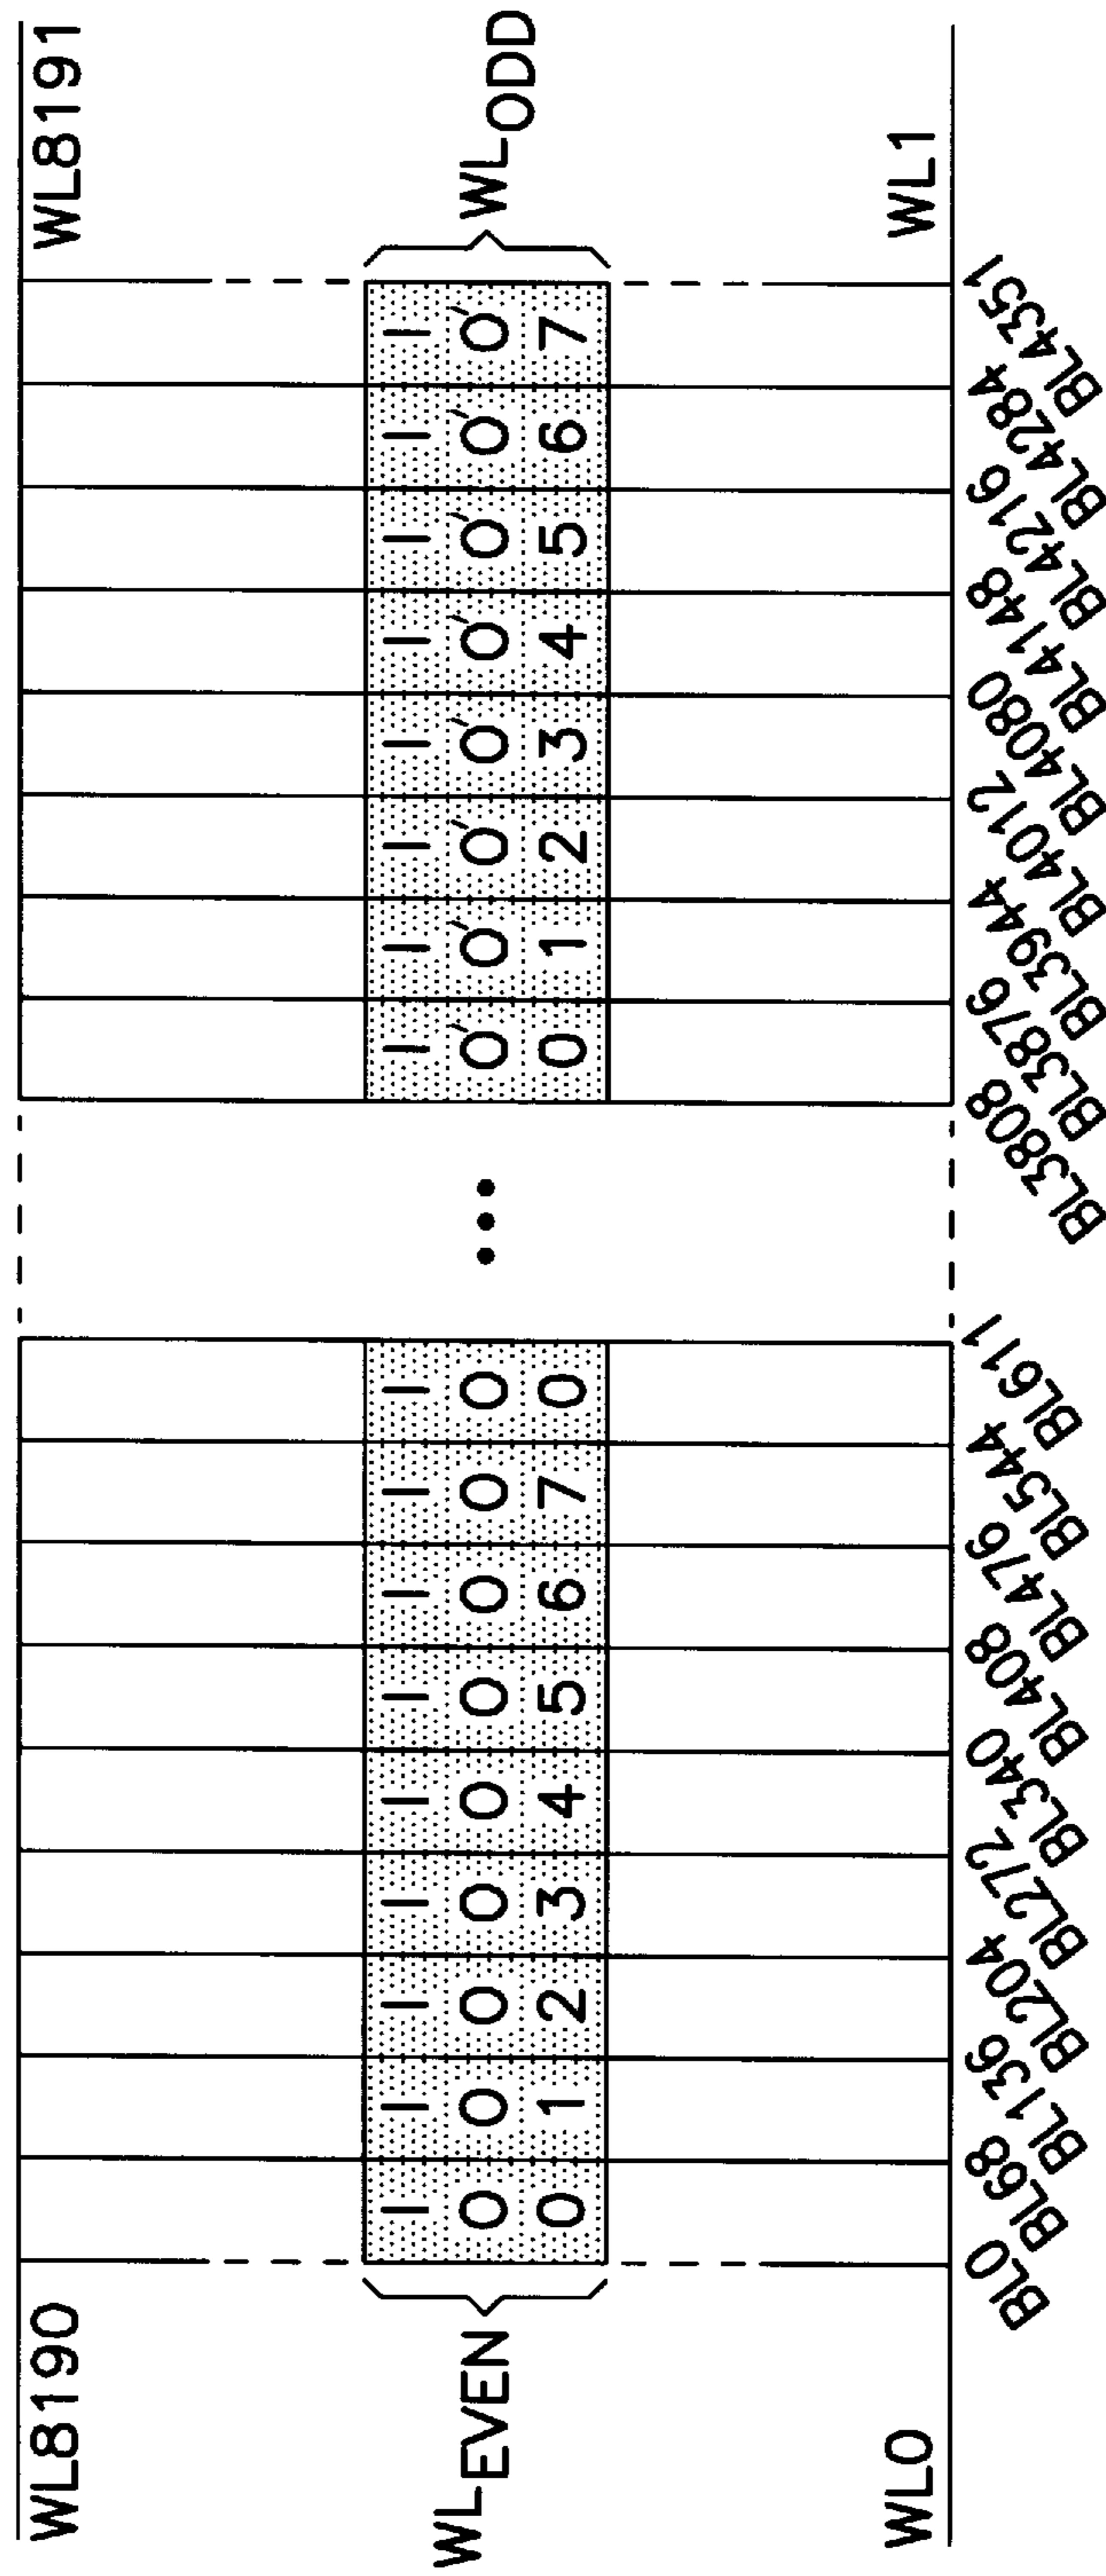 WL8190 WL8191
I I I I I I I I I I I I I I I I I
WLEVEN O O O O O O O O O ••• O' O' O' O' O' O' O' O' WLODD
0 1 2 3 4 5 6 7 0 0 1 2 3 4 5 6 7
WL0 WL1
BL0 BL68 BL136 BL204 BL272 BL340 BL408 BL476 BL544 BL611 BL3808 BL3876 BL3944 BL4012 BL4080 BL4148 BL4216 BL4284 BL4351